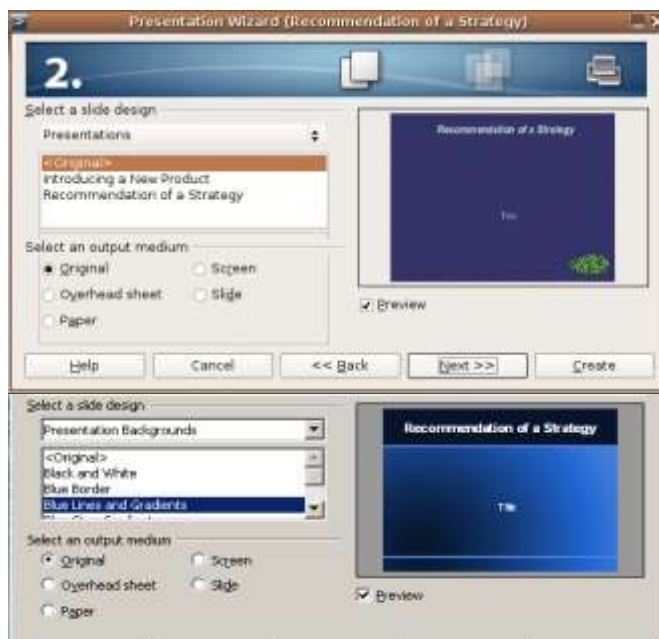 Presentation Wizard (Recommendation of a Strategy)
2.
Select a slide design
Presentations
<Original>
Introducing a New Product
Recommendation of a Strategy
Recommendation of a Strategy
Title
Select an output medium
Original
Screen
Overhead sheet
Slide
Paper
Preview
Help
Cancel
<< Back
Next >>
Create
Select a slide design
Presentation Backgrounds
<Original>
Black and White
Blue Border
Blue Lines and Gradients
Recommendation of a Strategy
Title
Select an output medium
Original
Screen
Overhead sheet
Slide
Paper
Preview